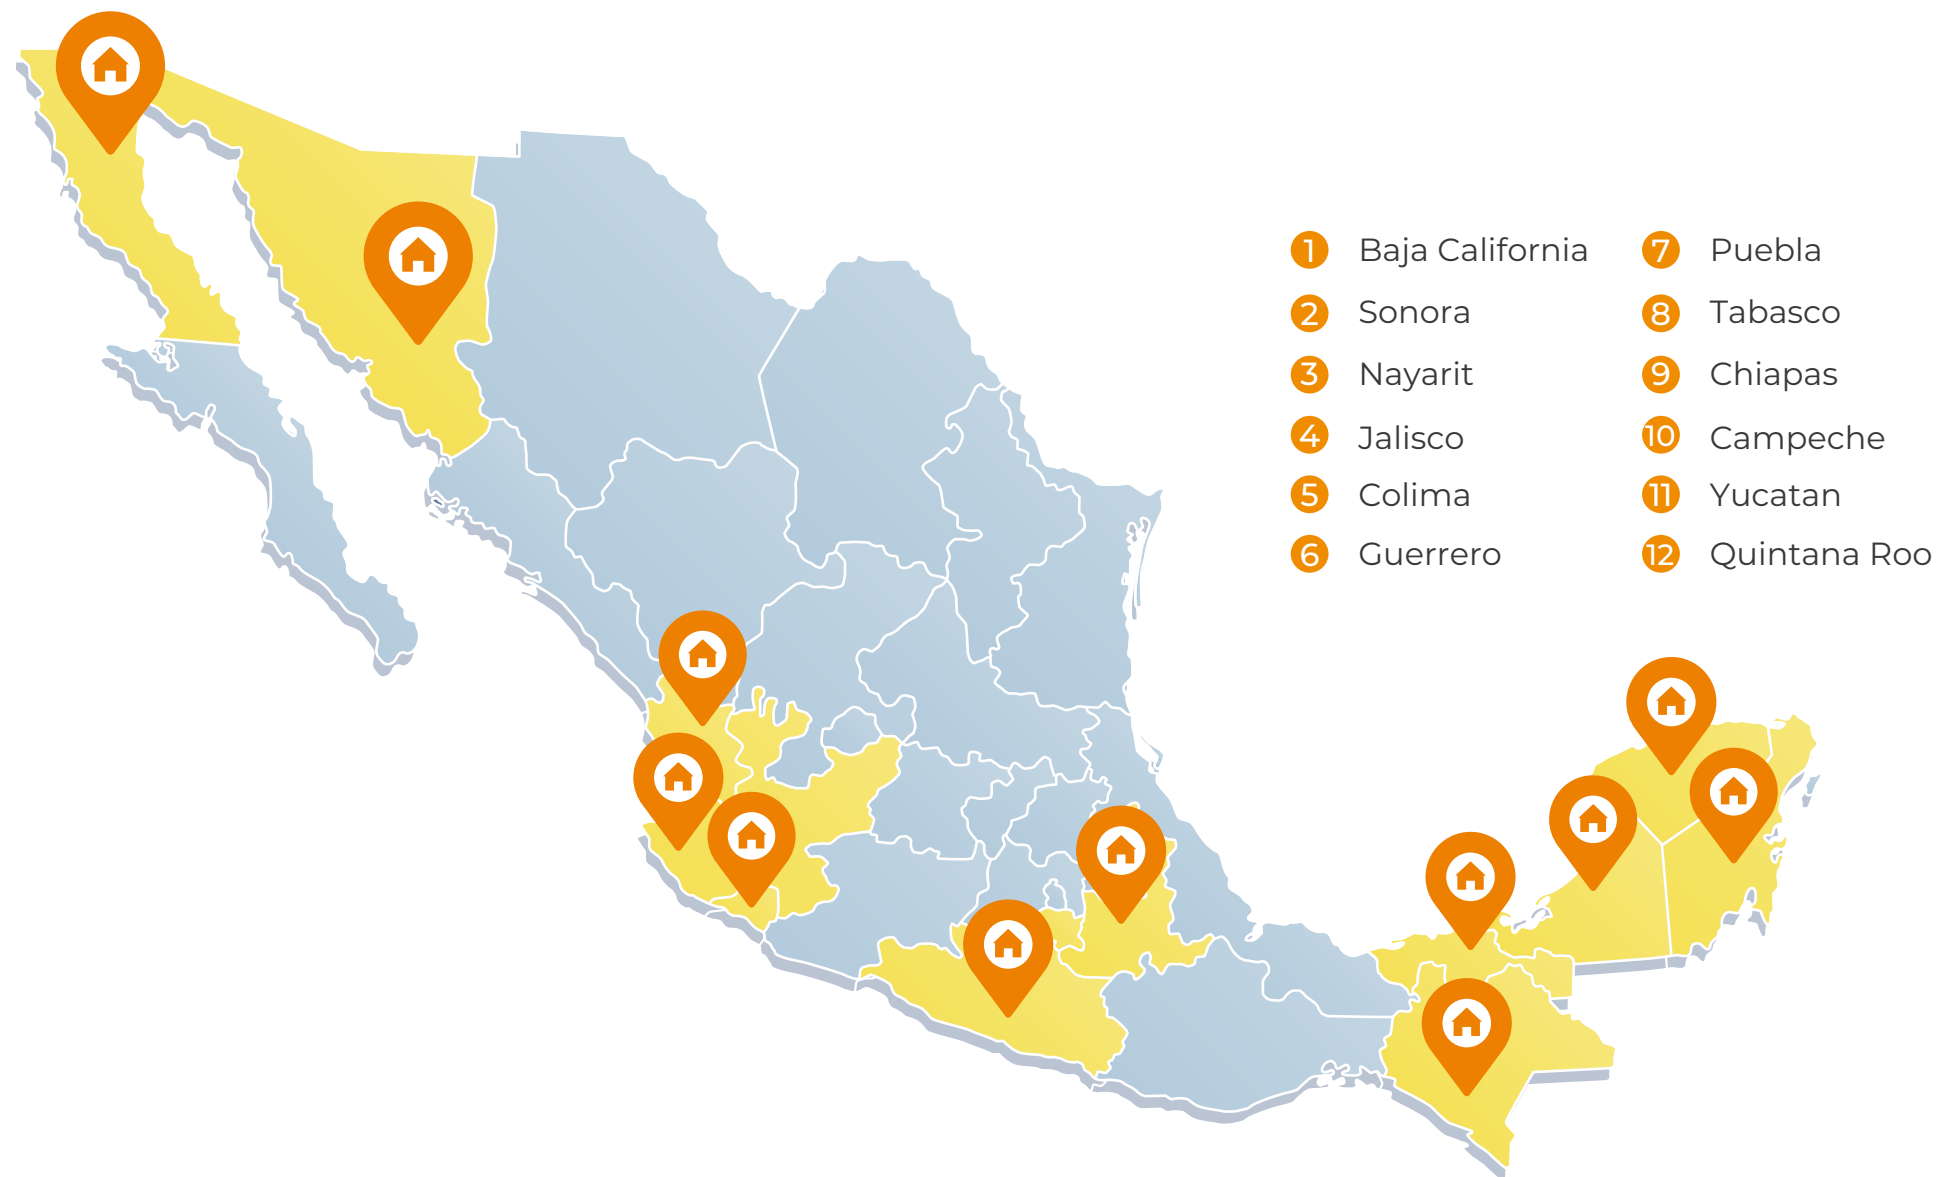 1 Baja California
2 Sonora
3 Nayarit
4 Jalisco
5 Colima
6 Guerrero
7 Puebla
8 Tabasco
9 Chiapas
10 Campeche
11 Yucatan
12 Quintana Roo